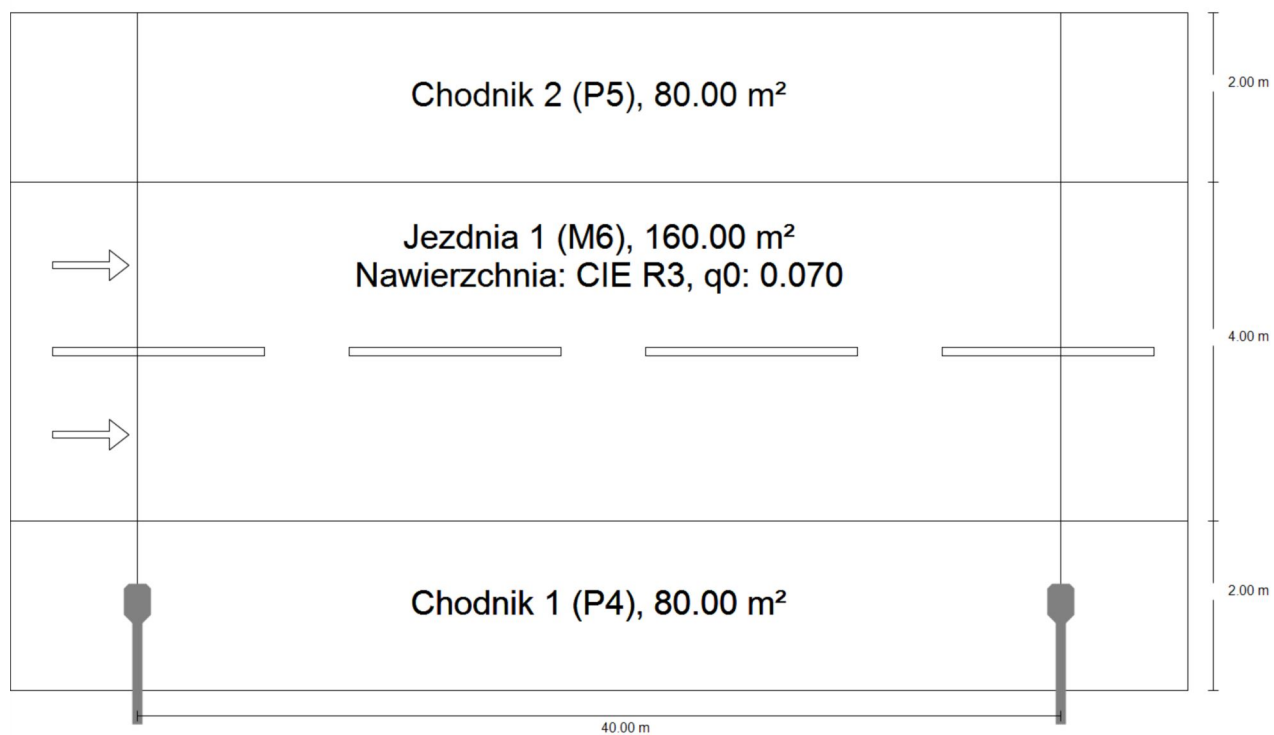 Chodnik 2 (P5), 80.00 m²
2.00 m
Jezdnia 1 (M6), 160.00 m²
Nawierzchnia: CIE R3, q0: 0.070
4.00 m
Chodnik 1 (P4), 80.00 m²
2.00 m
40.00 m